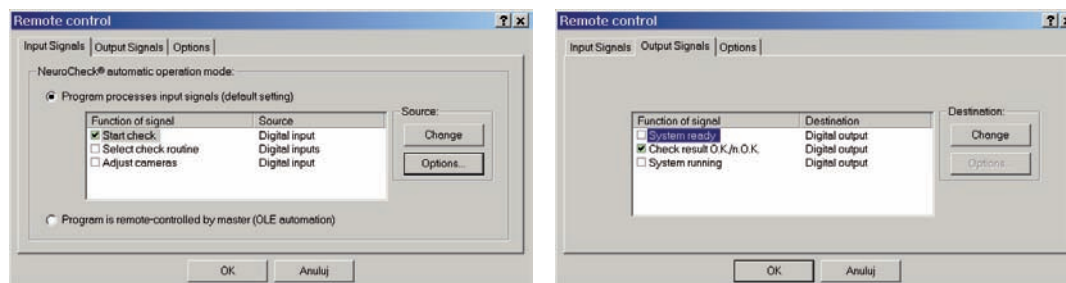 Remote control
Input Signals Output Signals Options
NeuroCheck® automatic operation mode:
Program processes input signals (default setting)
Function of signal Source
Start check Digital input
Select check routine Digital inputs
Adjust cameras Digital input
Source:
Change
Options...
Program is remote-controlled by master (OLE automation)
OK Anuluj
Remote control
Input Signals Output Signals Options
Function of signal Destination
System ready Digital output
Check result O.K./n.O.K. Digital output
System running Digital output
Destination:
Change
Options...
OK Anuluj